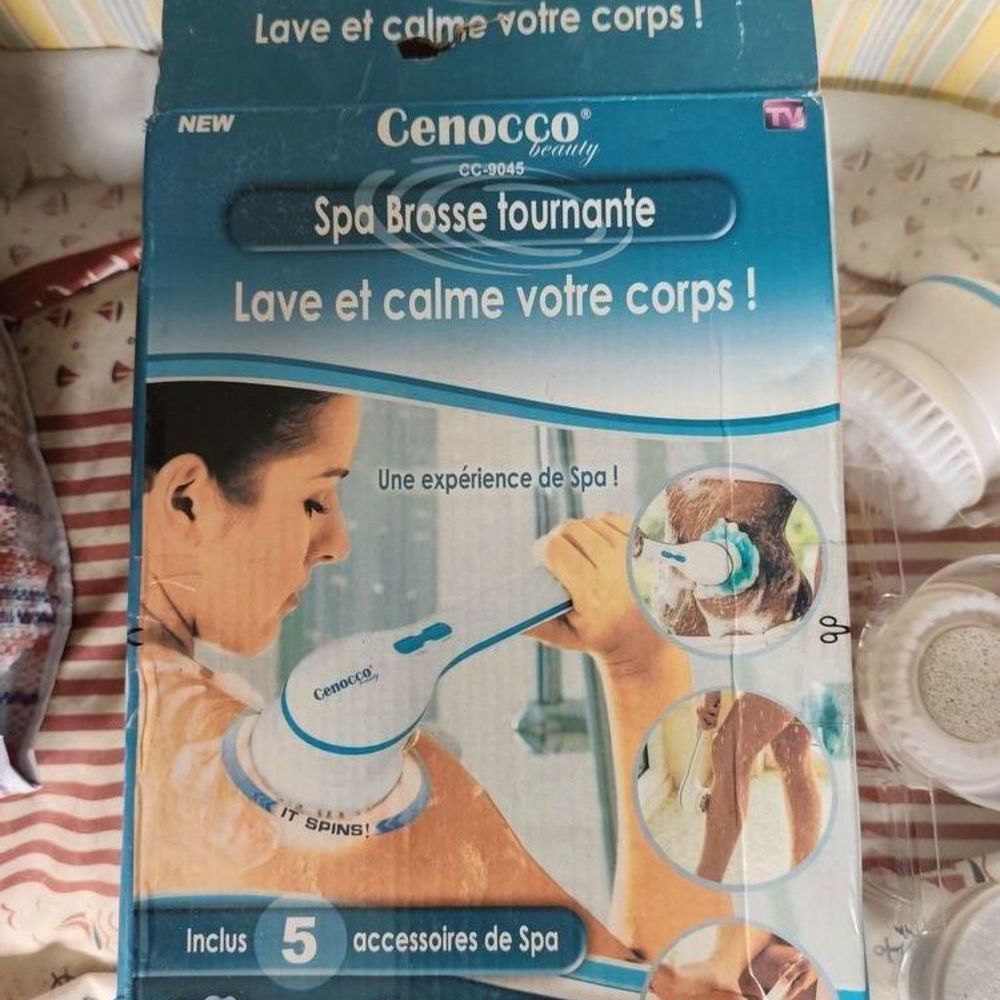 Lave et calme votre corps !
NEW
Cenocco®
beauty
TV
CC-9045
Spa Brosse tournante
Lave et calme votre corps !
Une expérience de Spa !
Cenocco®
beauty
IT SPINS!
Inclus 5 accessoires de Spa